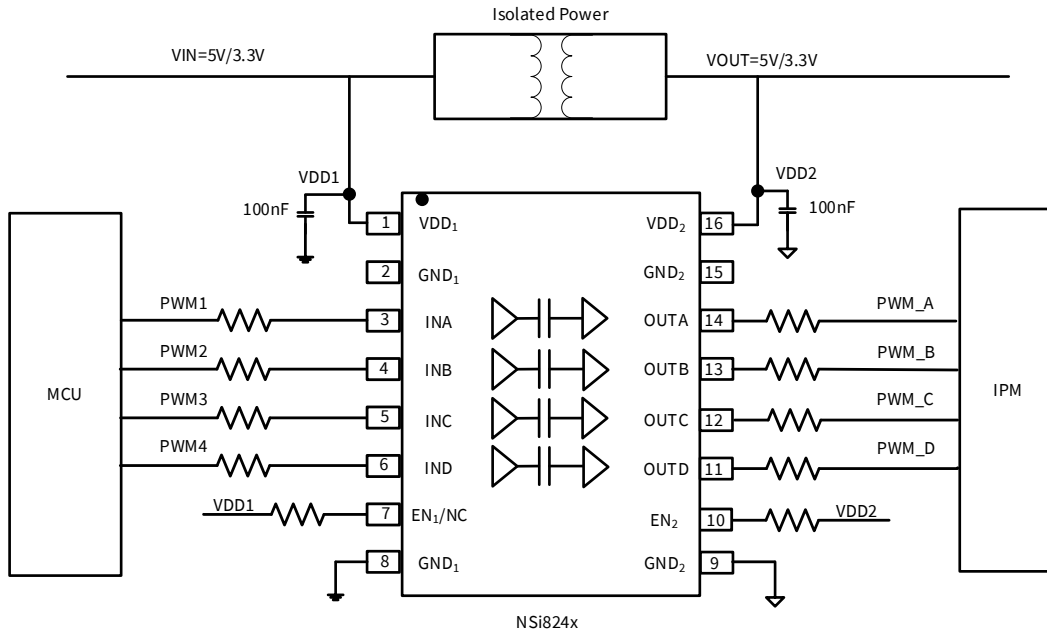 Isolated Power
VIN=5V/3.3V
VOUT=5V/3.3V
VDD1
VDD2
100nF
100nF
1
VDD₁
VDD₂
16
2
GND₁
GND₂
15
PWM1
3
INA
OUTA
14
PWM_A
PWM2
4
INB
OUTB
13
PWM_B
MCU
IPM
PWM3
5
INC
OUTC
12
PWM_C
PWM4
6
IND
OUTD
11
PWM_D
VDD1
7
EN₁/NC
EN₂
10
VDD2
8
GND₁
GND₂
9
NSi824x